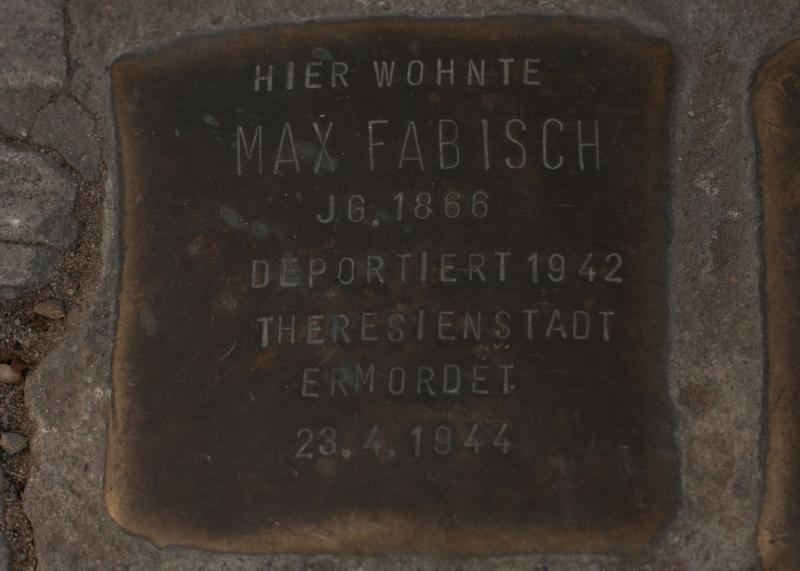 HIER WOHNTE
MAX FABISCH
JG. 1866
DEPORTIERT 1942
THERESIENSTADT
ERMORDET
23.4.1944